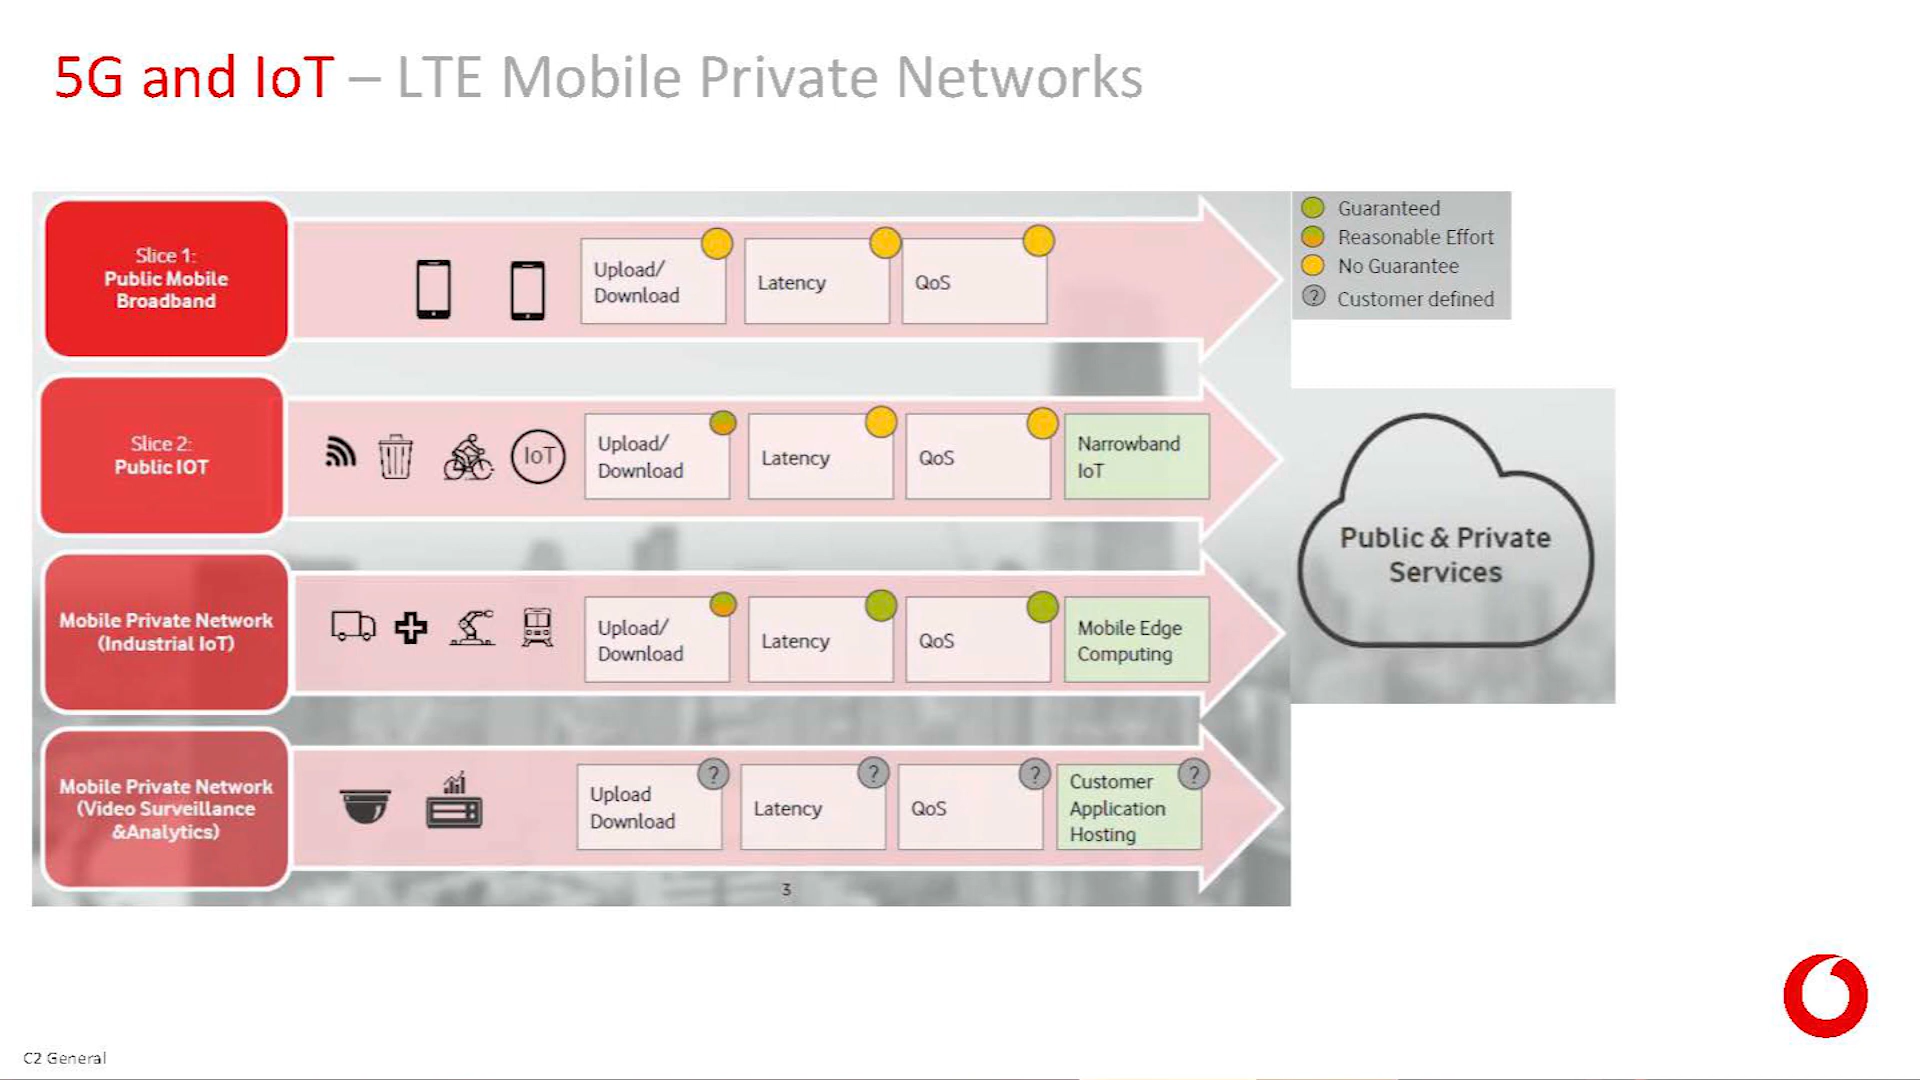 5G and IoT – LTE Mobile Private Networks
Slice 1:
Public Mobile
Broadband
Upload/
Download
Latency
QoS
Guaranteed
Reasonable Effort
No Guarantee
? Customer defined
Slice 2:
Public IOT
IoT
Upload/
Download
Latency
QoS
Narrowband
IoT
Mobile Private Network
(Industrial IoT)
Upload/
Download
Latency
QoS
Mobile Edge
Computing
Public & Private
Services
Mobile Private Network
(Video Surveillance
&Analytics)
Upload
Download
?
Latency
?
QoS
?
Customer
Application
Hosting
?
3
C2 General